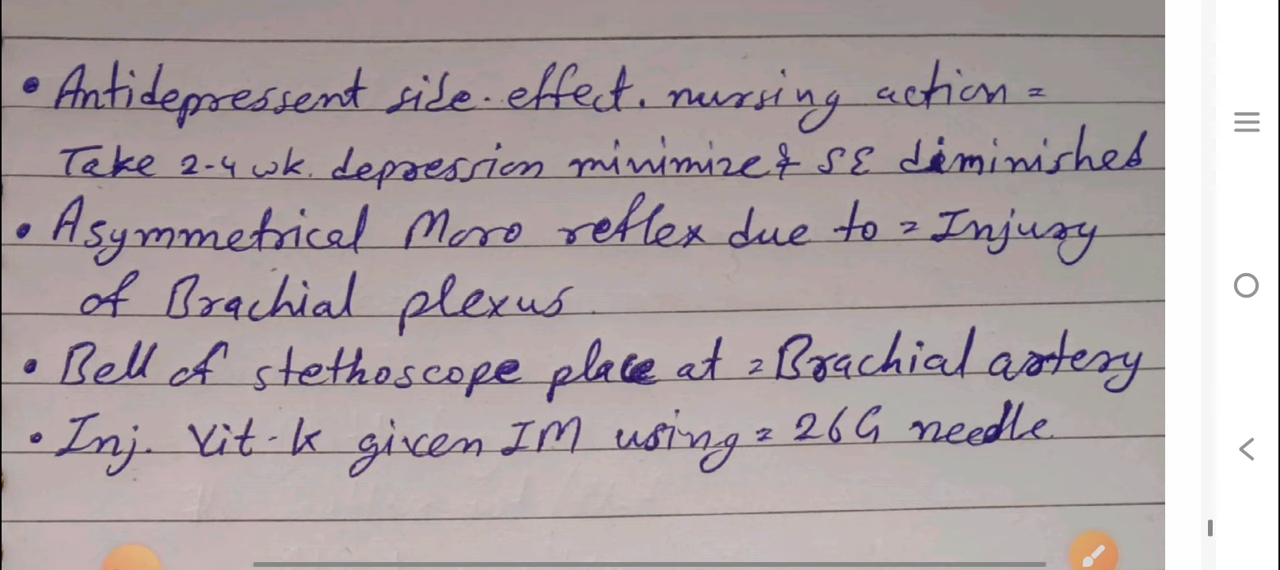 • Antidepressent side. effect. nursing action =
Take 2-4 wk. depression minimize & SE diminished
• Asymmetrical Moro reflex due to = Injury
of Brachial plexus.
• Bell of stethoscope place at = Brachial artery
• Inj. Vit-k given IM using = 26G needle